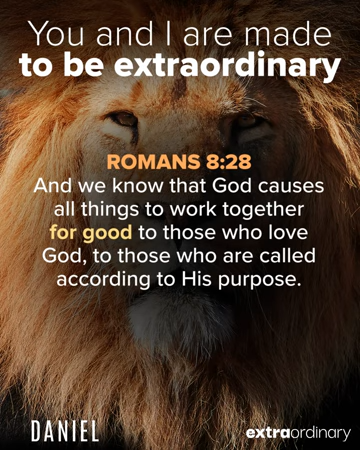 You and I are made
to be extraordinary
ROMANS 8:28
And we know that God causes
all things to work together
for good to those who love
God, to those who are called
according to His purpose.
DANIEL
extraordinary